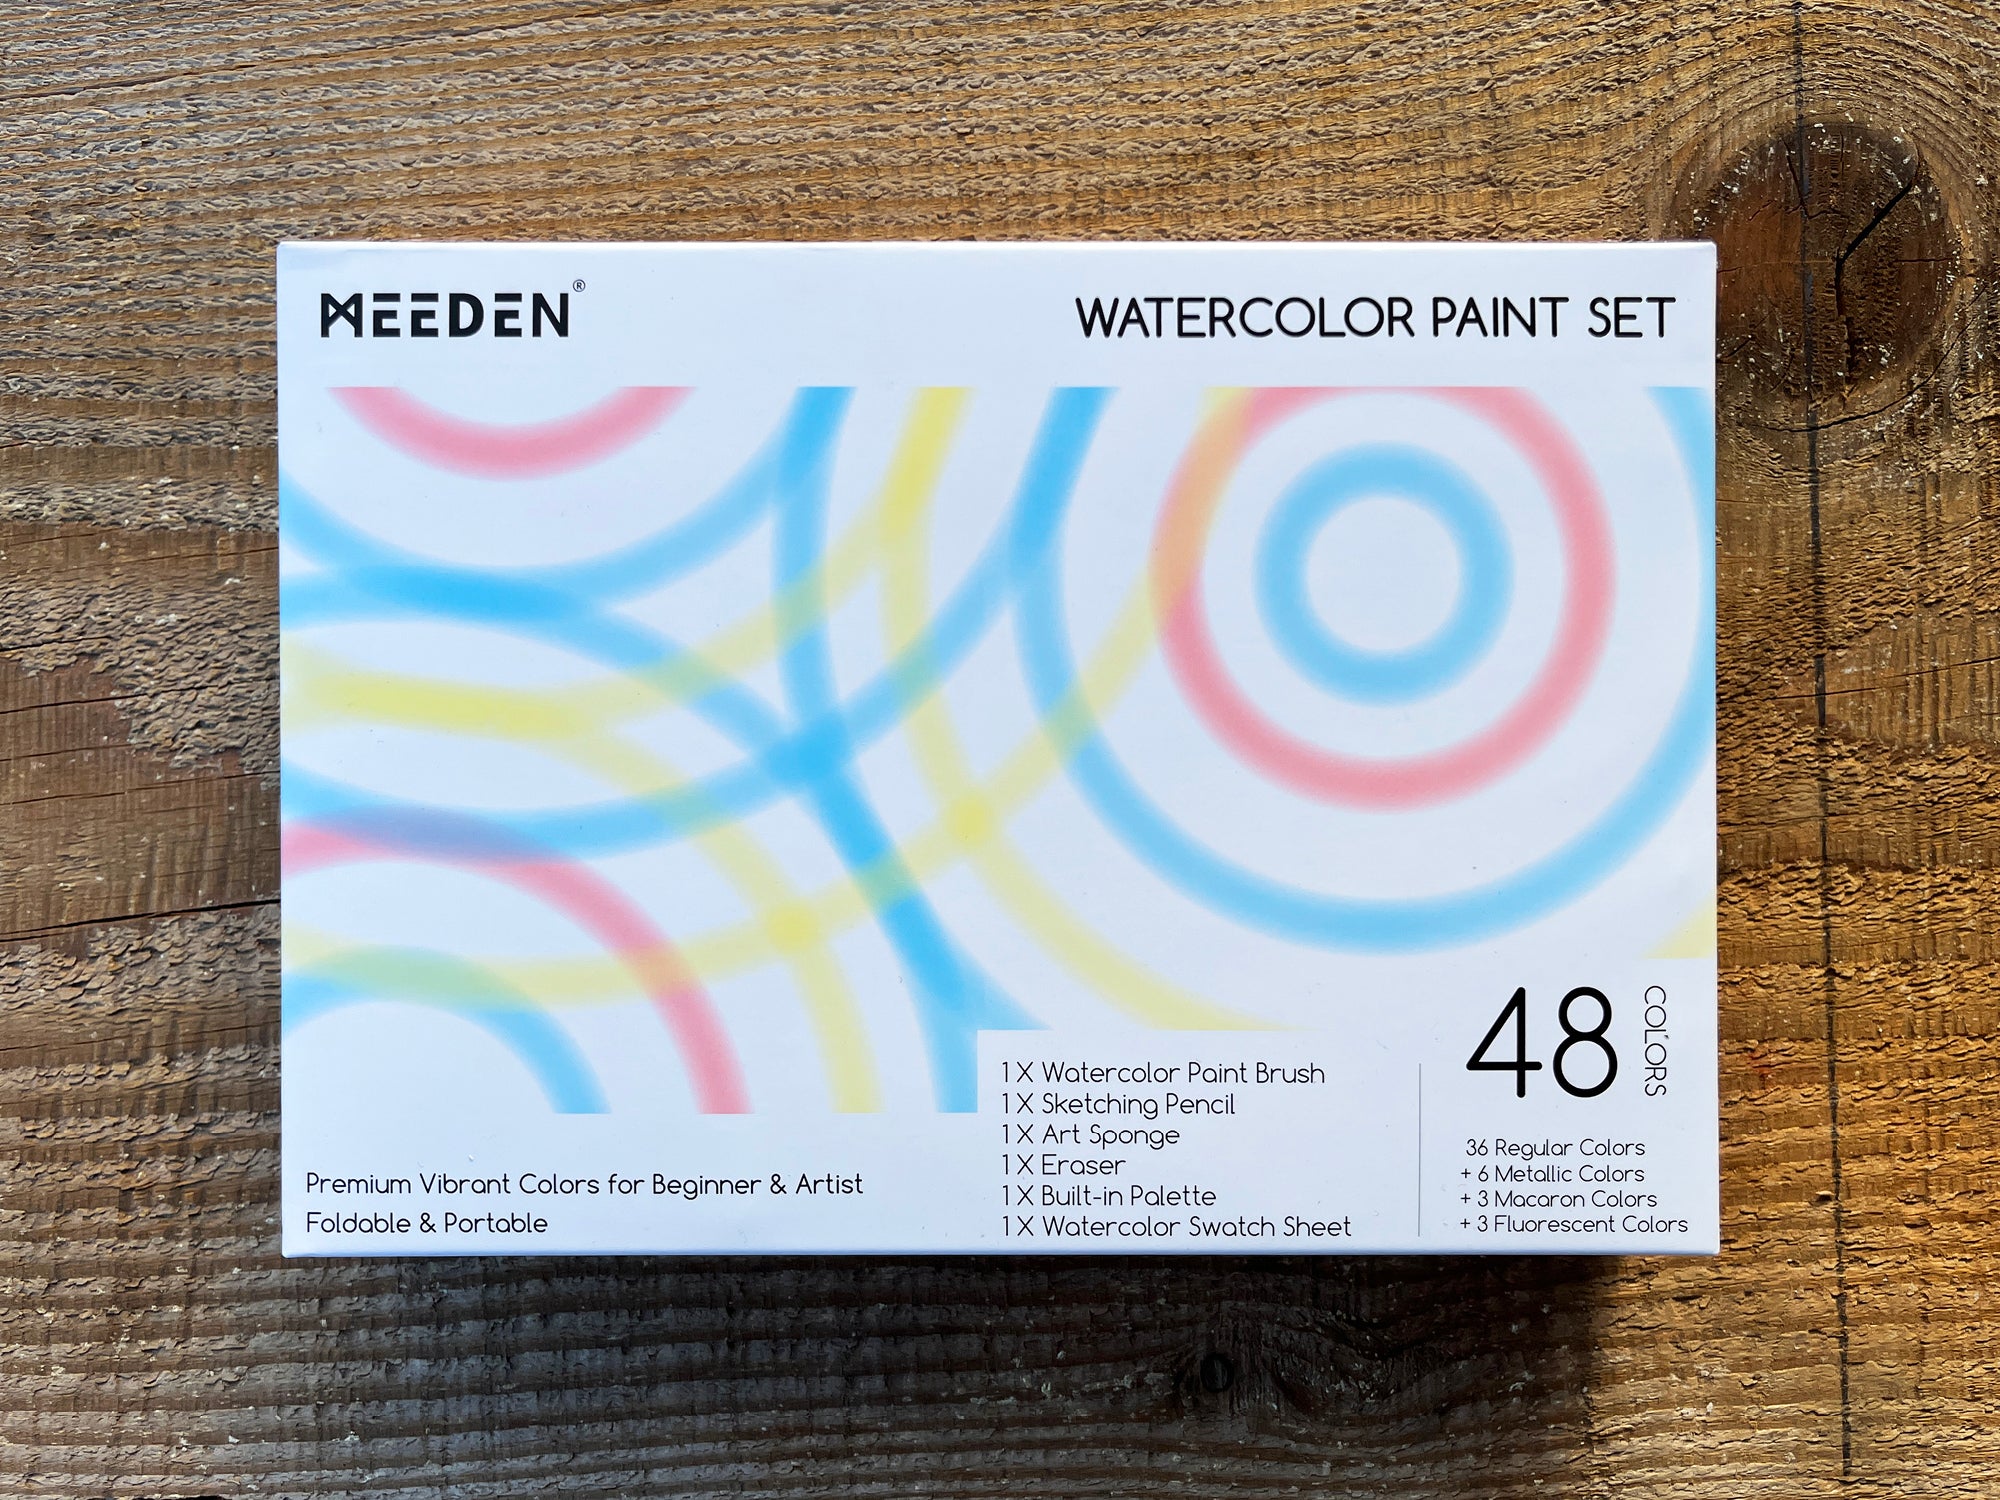 MEEDEN®
WATERCOLOR PAINT SET
48
COLORS
36 Regular Colors
+ 6 Metallic Colors
+ 3 Macaron Colors
+ 3 Fluorescent Colors
1 X Watercolor Paint Brush
1 X Sketching Pencil
1 X Art Sponge
1 X Eraser
1 X Built-in Palette
1 X Watercolor Swatch Sheet
Premium Vibrant Colors for Beginner & Artist
Foldable & Portable